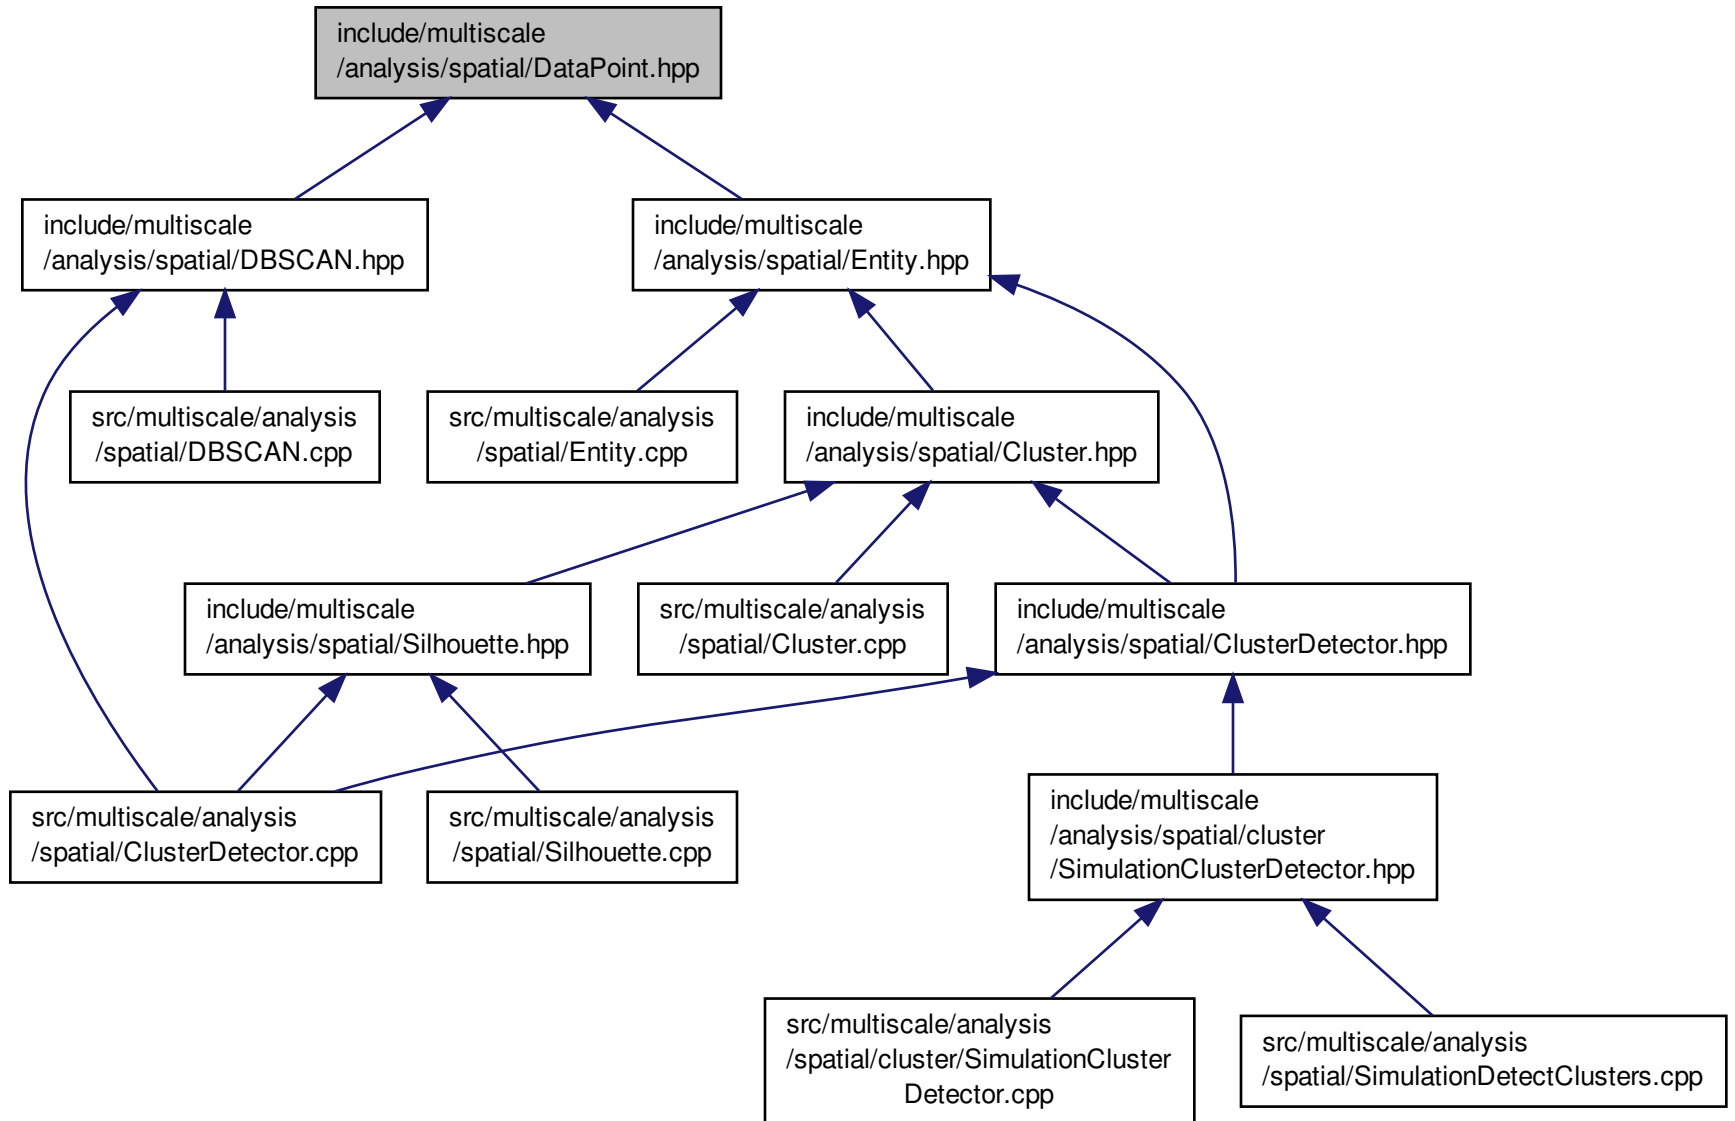 include/multiscale
/analysis/spatial/DataPoint.hpp
include/multiscale
/analysis/spatial/DBSCAN.hpp
include/multiscale
/analysis/spatial/Entity.hpp
src/multiscale/analysis
/spatial/DBSCAN.cpp
src/multiscale/analysis
/spatial/Entity.cpp
include/multiscale
/analysis/spatial/Cluster.hpp
include/multiscale
/analysis/spatial/Silhouette.hpp
src/multiscale/analysis
/spatial/Cluster.cpp
include/multiscale
/analysis/spatial/ClusterDetector.hpp
src/multiscale/analysis
/spatial/ClusterDetector.cpp
src/multiscale/analysis
/spatial/Silhouette.cpp
include/multiscale
/analysis/spatial/cluster
/SimulationClusterDetector.hpp
src/multiscale/analysis
/spatial/cluster/SimulationCluster
Detector.cpp
src/multiscale/analysis
/spatial/SimulationDetectClusters.cpp